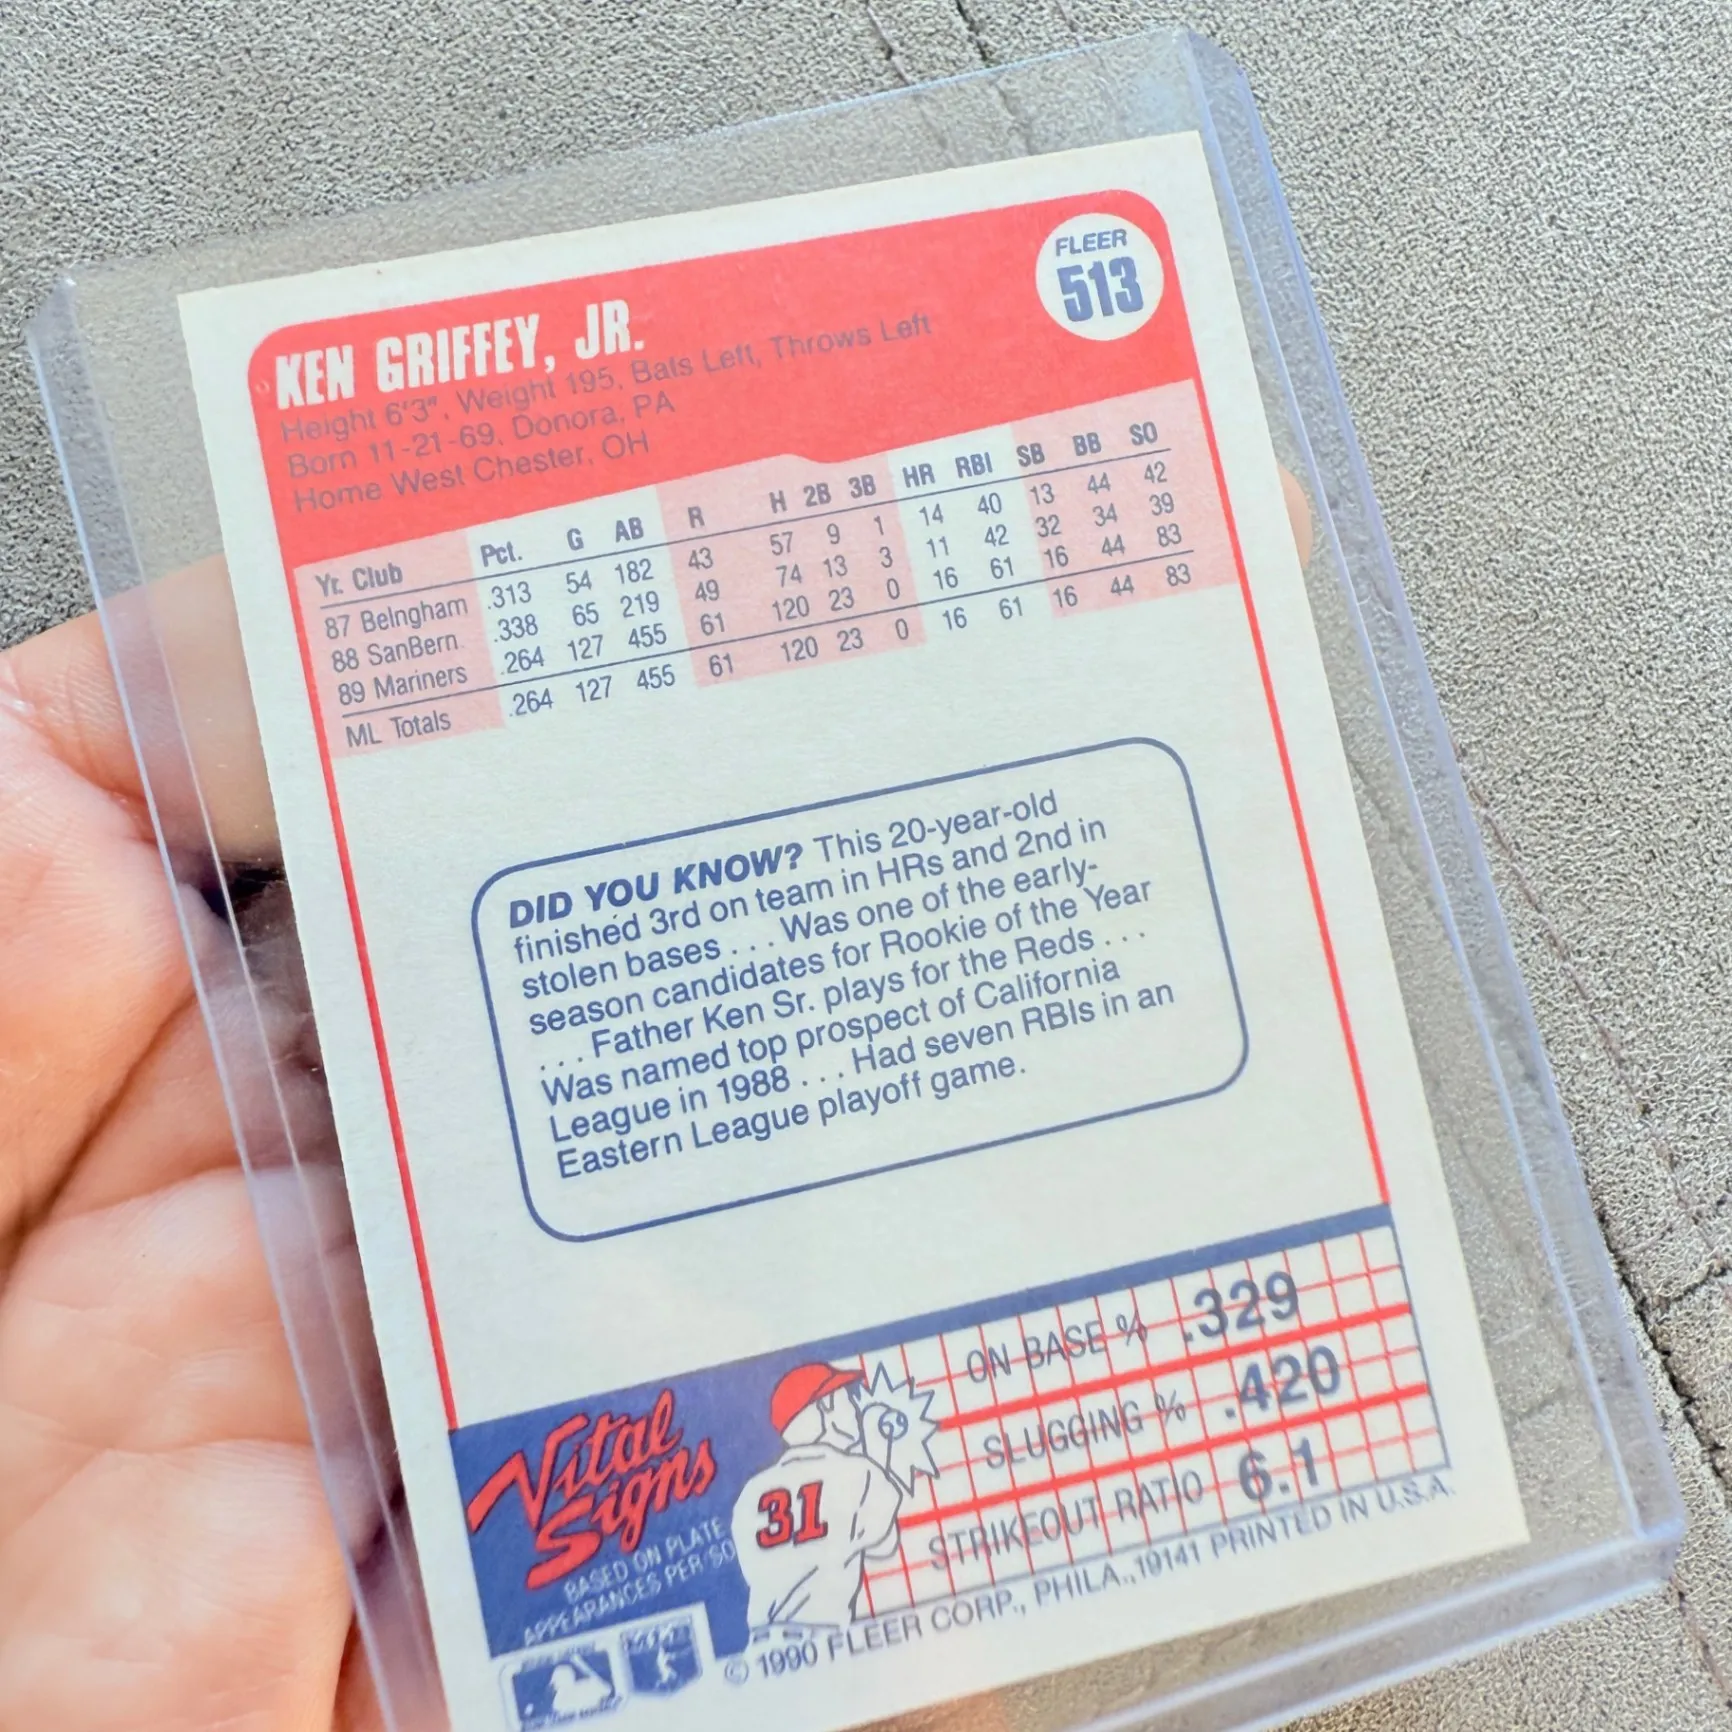 FLEER
513
KEN GRIFFEY, JR.
Height 6'3", Weight 195, Bats Left, Throws Left
Born 11-21-69, Donora, PA
Home West Chester, OH
Yr. Club Pct. G AB R H 2B 3B HR RBI SB BB SO
87 Belngham .313 54 182 43 57 9 1 14 40 13 44 42
88 SanBern. .338 65 219 49 74 13 3 11 42 32 34 39
89 Mariners .264 127 455 61 120 23 0 16 61 16 44 83
ML Totals .264 127 455 61 120 23 0 16 61 16 44 83
DID YOU KNOW? This 20-year-old
finished 3rd on team in HRs and 2nd in
stolen bases . . . Was one of the early-
season candidates for Rookie of the Year
. . . Father Ken Sr. plays for the Reds . . .
Was named top prospect of California
League in 1988 . . . Had seven RBIs in an
Eastern League playoff game.
Vital
Signs
BASED ON PLATE
APPEARANCES PER SO
31
69
ON BASE % .329
SLUGGING % .420
STRIKEOUT RATIO 6.1
© 1990 FLEER CORP., PHILA., 19141 PRINTED IN U.S.A.